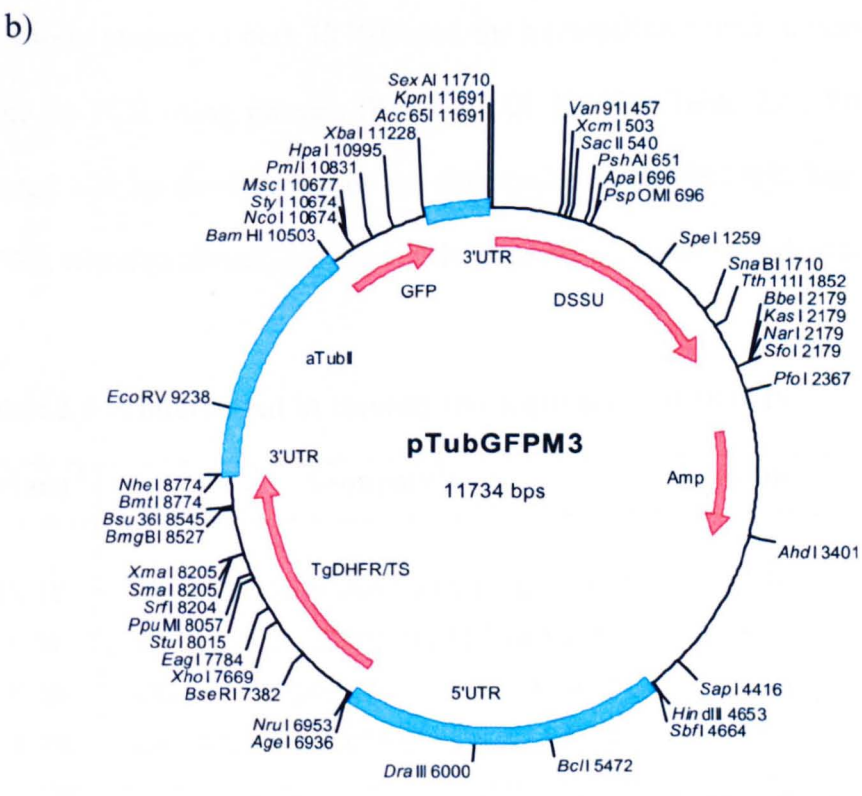 b)
SexAI 11710
KpnI 11691
Acc65I 11691
XbaI 11228
HpaI 10995
PmlI 10831
MscI 10677
StyI 10674
NcoI 10674
BamHI 10503
Van91I 457
XcmI 503
SacII 540
PshAI 651
ApaI 696
PspOMI 696
SpeI 1259
SnaBI 1710
Tth111I 1852
BbeI 2179
KasI 2179
NarI 2179
SfoI 2179
PfoI 2367
3'UTR
GFP
DSSU
aTubII
EcoRV 9238
3'UTR
pTubGFPM3
11734 bps
Amp
NheI 8774
BmtI 8774
Bsu36I 8545
BmgBI 8527
AhdI 3401
TgDHFR/TS
XmaI 8205
SmaI 8205
SrfI 8204
PpuMI 8057
StuI 8015
EagI 7784
XhoI 7669
BseRI 7382
5'UTR
SapI 4416
HindIII 4653
SbfI 4664
NruI 6953
AgeI 6936
DraIII 6000
BclI 5472